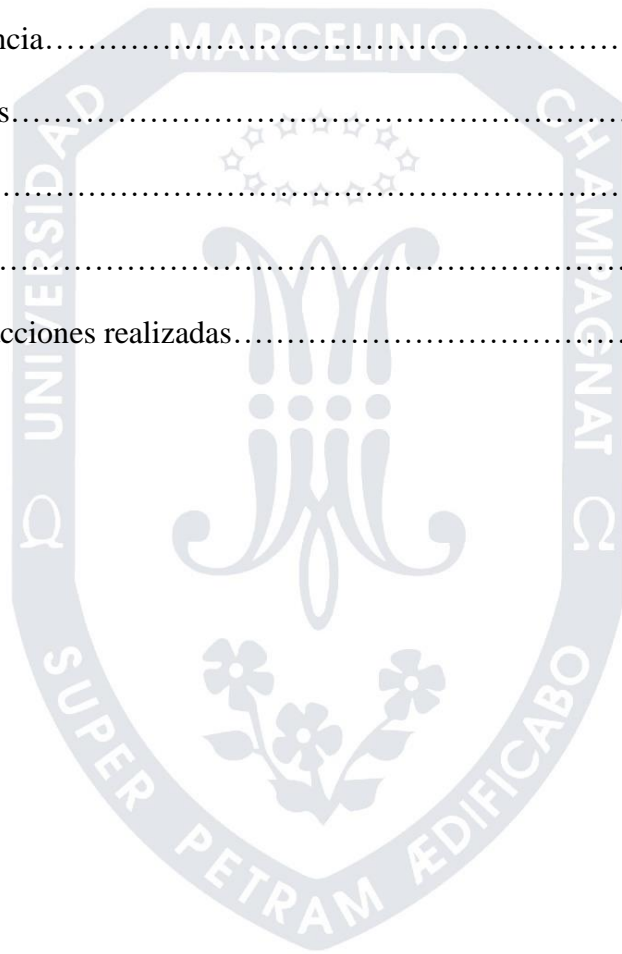 ncia…………………………………………………
s………………………………………………………
……………………………………………………………
……………………………………………………………
cciones realizadas……………………………………
MARCELINO
UNIVERSIDAD
CHAMPAGNAT
Ω Ω
SUPER PETRAM ÆDIFICABO